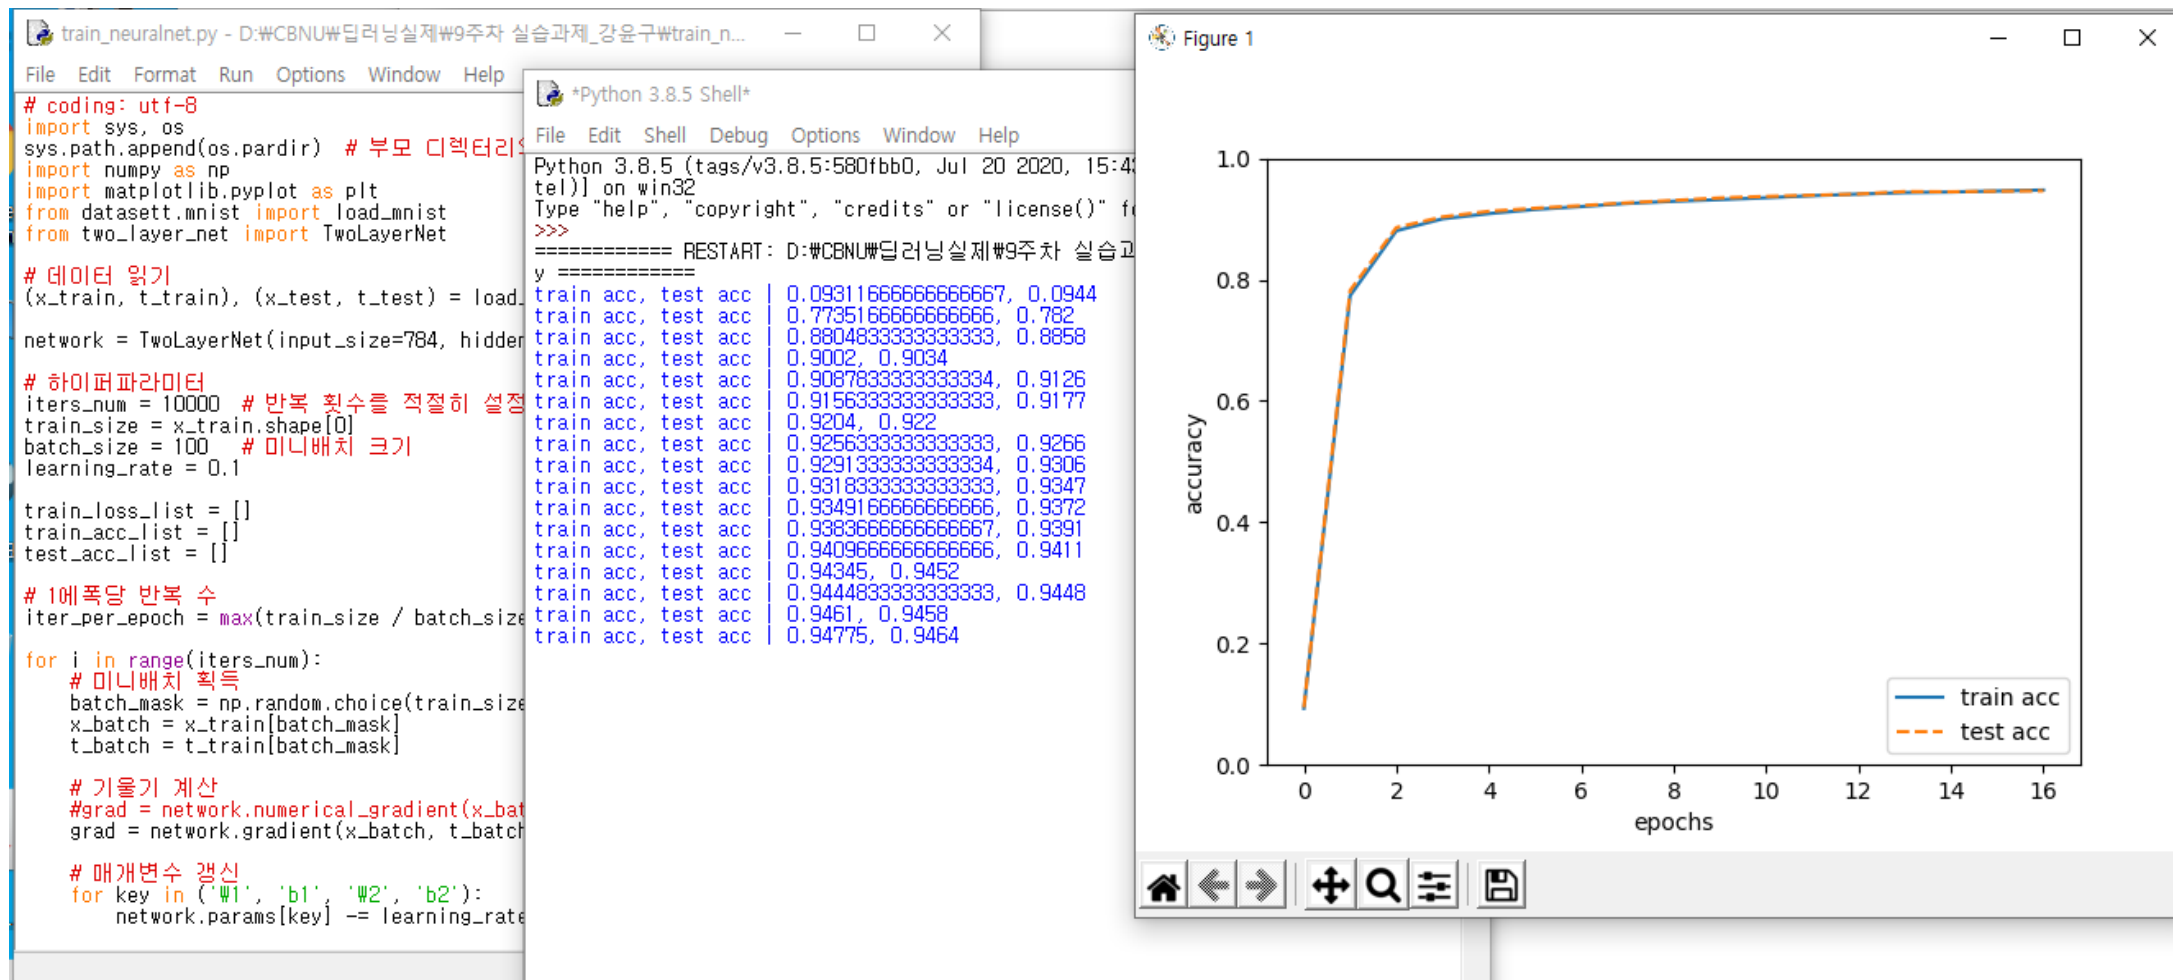 train_neuralnet.py - D:₩CBNU₩딥러닝실제₩9주차 실습과제_강윤구₩train_n...
File Edit Format Run Options Window Help
# coding: utf-8
import sys, os
sys.path.append(os.pardir)  # 부모 디렉터리의
import numpy as np
import matplotlib.pyplot as plt
from datasett.mnist import load_mnist
from two_layer_net import TwoLayerNet
# 데이터 읽기
(x_train, t_train), (x_test, t_test) = load_
network = TwoLayerNet(input_size=784, hidden
# 하이퍼파라미터
iters_num = 10000  # 반복 횟수를 적절히 설정
train_size = x_train.shape[0]
batch_size = 100   # 미니배치 크기
learning_rate = 0.1
train_loss_list = []
train_acc_list = []
test_acc_list = []
# 1에폭당 반복 수
iter_per_epoch = max(train_size / batch_size
for i in range(iters_num):
    # 미니배치 획득
    batch_mask = np.random.choice(train_size
    x_batch = x_train[batch_mask]
    t_batch = t_train[batch_mask]
    # 기울기 계산
    #grad = network.numerical_gradient(x_bat
    grad = network.gradient(x_batch, t_batch
    # 매개변수 갱신
    for key in ('W1', 'b1', 'W2', 'b2'):
        network.params[key] -= learning_rate
*Python 3.8.5 Shell*
File Edit Shell Debug Options Window Help
Python 3.8.5 (tags/v3.8.5:580fbb0, Jul 20 2020, 15:43
tel)] on win32
Type "help", "copyright", "credits" or "license()" fo
>>>
============ RESTART: D:₩CBNU₩딥러닝실제₩9주차 실습과
y ============
train acc, test acc | 0.09311666666666667, 0.0944
train acc, test acc | 0.7735166666666666, 0.782
train acc, test acc | 0.8804833333333333, 0.8858
train acc, test acc | 0.9002, 0.9034
train acc, test acc | 0.9087833333333334, 0.9126
train acc, test acc | 0.9156333333333333, 0.9177
train acc, test acc | 0.9204, 0.922
train acc, test acc | 0.9256333333333333, 0.9266
train acc, test acc | 0.9291333333333334, 0.9306
train acc, test acc | 0.9318333333333333, 0.9347
train acc, test acc | 0.9349166666666666, 0.9372
train acc, test acc | 0.9383666666666667, 0.9391
train acc, test acc | 0.9409666666666666, 0.9411
train acc, test acc | 0.94345, 0.9452
train acc, test acc | 0.9444833333333333, 0.9448
train acc, test acc | 0.9461, 0.9458
train acc, test acc | 0.94775, 0.9464
Figure 1
1.0
0.8
0.6
0.4
0.2
0.0
accuracy
train acc
test acc
0 2 4 6 8 10 12 14 16
epochs